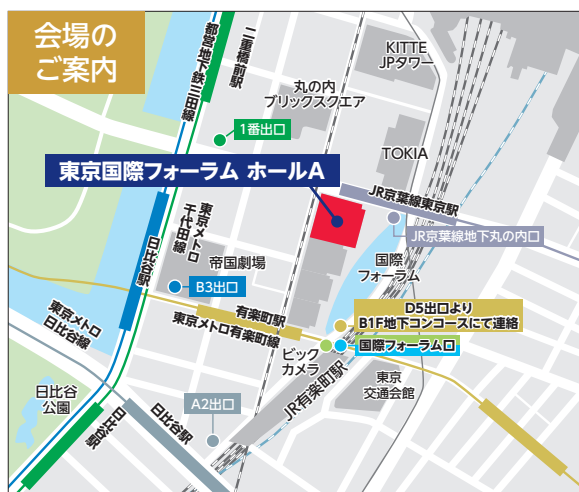 会場の
ご案内
都営地下鉄三田線
二重橋前駅
KITTE
JPタワー
丸の内
ブリックスクエア
1番出口
TOKIA
東京国際フォーラム ホールA
JR京葉線東京駅
JR京葉線地下丸の内口
東京メトロ
千代田線
日比谷駅
帝国劇場
国際
フォーラム
B3出口
D5出口より
B1F地下コンコースにて連絡
有楽町駅
東京メトロ有楽町線
東京メトロ
日比谷線
国際フォーラム口
ビック
カメラ
JR有楽町駅
東京
交通会館
日比谷
公園
日比谷駅
日比谷駅
A2出口